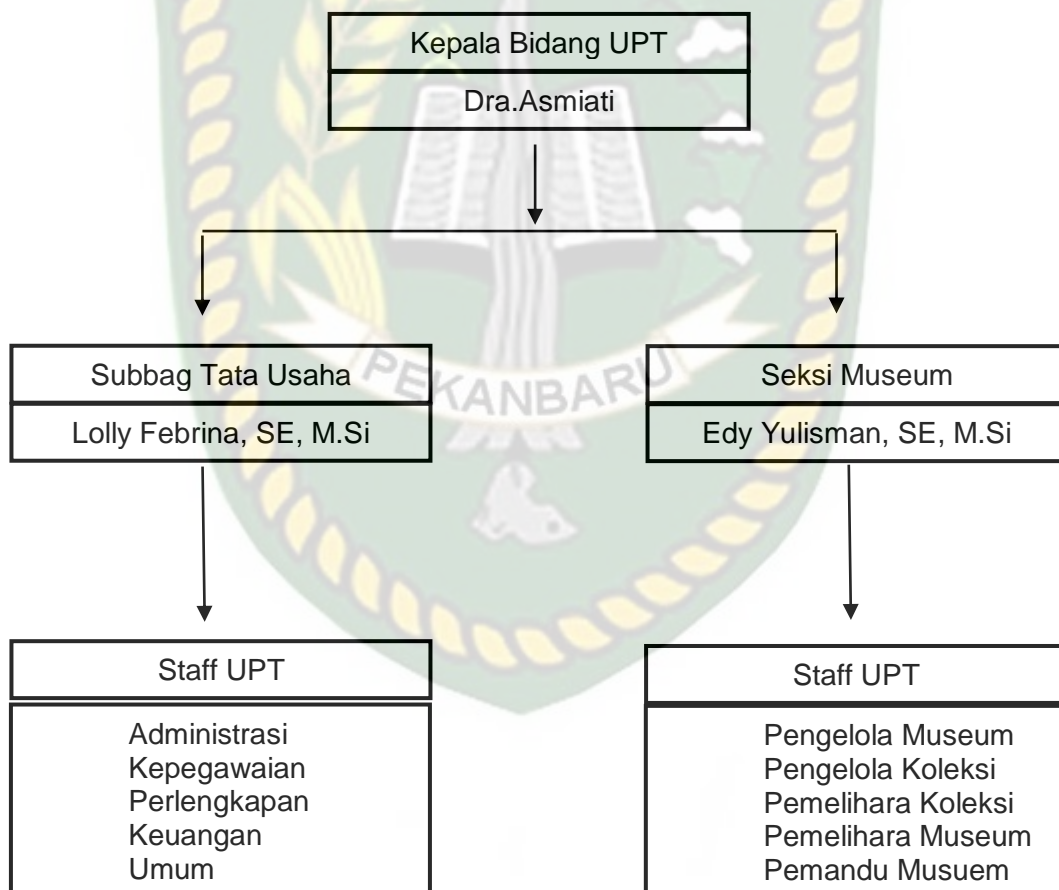 Kepala Bidang UPT
Dra.Asmiati
Subbag Tata Usaha
Lolly Febrina, SE, M.Si
Seksi Museum
Edy Yulisman, SE, M.Si
PEKANBARU
Staff UPT
Administrasi
Kepegawaian
Perlengkapan
Keuangan
Umum
Staff UPT
Pengelola Museum
Pengelola Koleksi
Pemelihara Koleksi
Pemelihara Museum
Pemandu Musuem